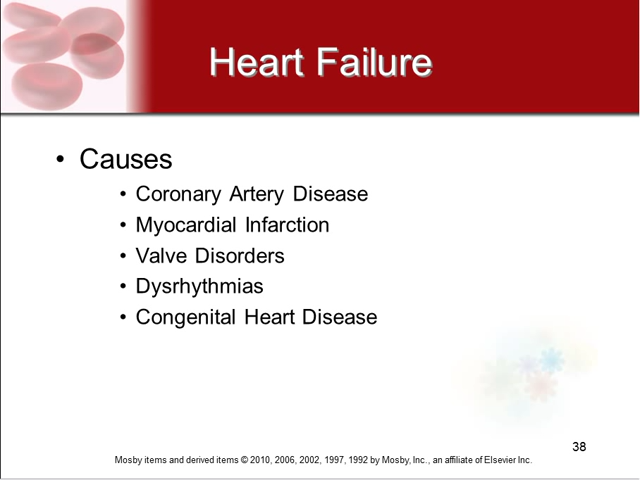 Heart Failure
• Causes
• Coronary Artery Disease
• Myocardial Infarction
• Valve Disorders
• Dysrhythmias
• Congenital Heart Disease
38
Mosby items and derived items © 2010, 2006, 2002, 1997, 1992 by Mosby, Inc., an affiliate of Elsevier Inc.